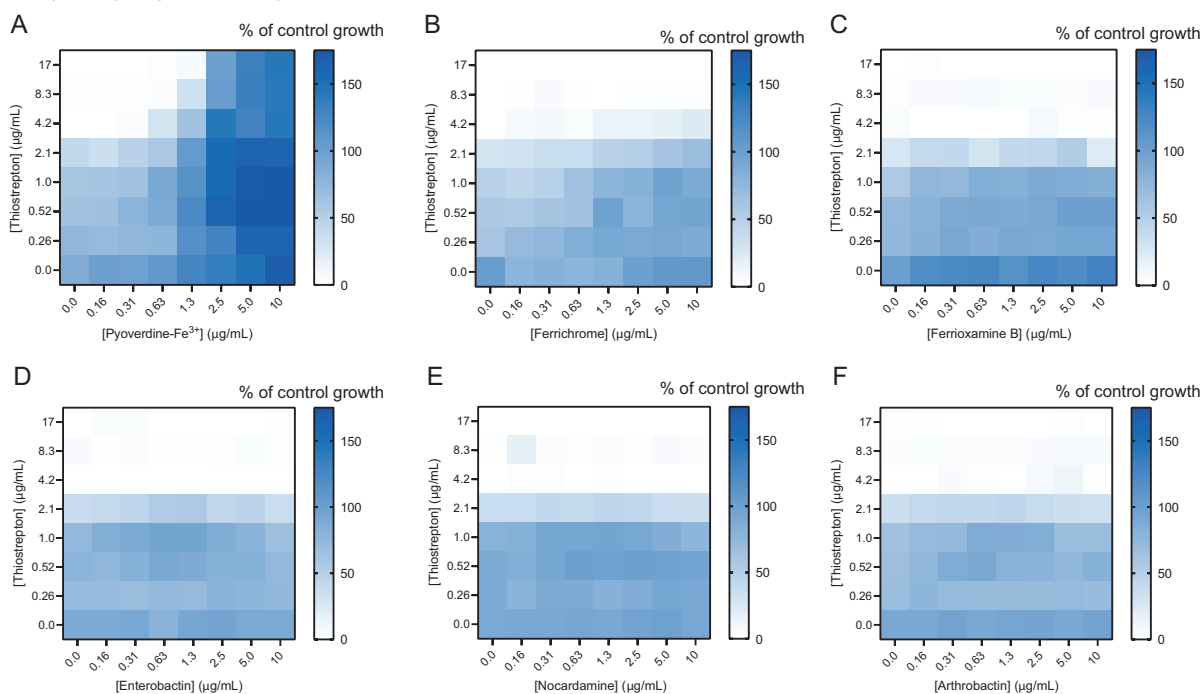 A
% of control growth
17
8.3
4.2
2.1
1.0
0.52
0.26
0.0
[Thiostrepton] (µg/mL)
0.0 0.16 0.31 0.63 1.3 2.5 5.0 10
[Pyoverdine-Fe³⁺] (µg/mL)
150
100
50
0
B
% of control growth
17
8.3
4.2
2.1
1.0
0.52
0.26
0.0
[Thiostrepton] (µg/mL)
0.0 0.16 0.31 0.63 1.3 2.5 5.0 10
[Ferrichrome] (µg/mL)
150
100
50
0
C
% of control growth
17
8.3
4.2
2.1
1.0
0.52
0.26
0.0
[Thiostrepton] (µg/mL)
0.0 0.16 0.31 0.63 1.3 2.5 5.0 10
[Ferrioxamine B] (µg/mL)
150
100
50
0
D
% of control growth
17
8.3
4.2
2.1
1.0
0.52
0.26
0.0
[Thiostrepton] (µg/mL)
0.0 0.16 0.31 0.63 1.3 2.5 5.0 10
[Enterobactin] (µg/mL)
150
100
50
0
E
% of control growth
17
8.3
4.2
2.1
1.0
0.52
0.26
0.0
[Thiostrepton] (µg/mL)
0.0 0.16 0.31 0.63 1.3 2.5 5.0 10
[Nocardamine] (µg/mL)
150
100
50
0
F
% of control growth
17
8.3
4.2
2.1
1.0
0.52
0.26
0.0
[Thiostrepton] (µg/mL)
0.0 0.16 0.31 0.63 1.3 2.5 5.0 10
[Arthrobactin] (µg/mL)
150
100
50
0